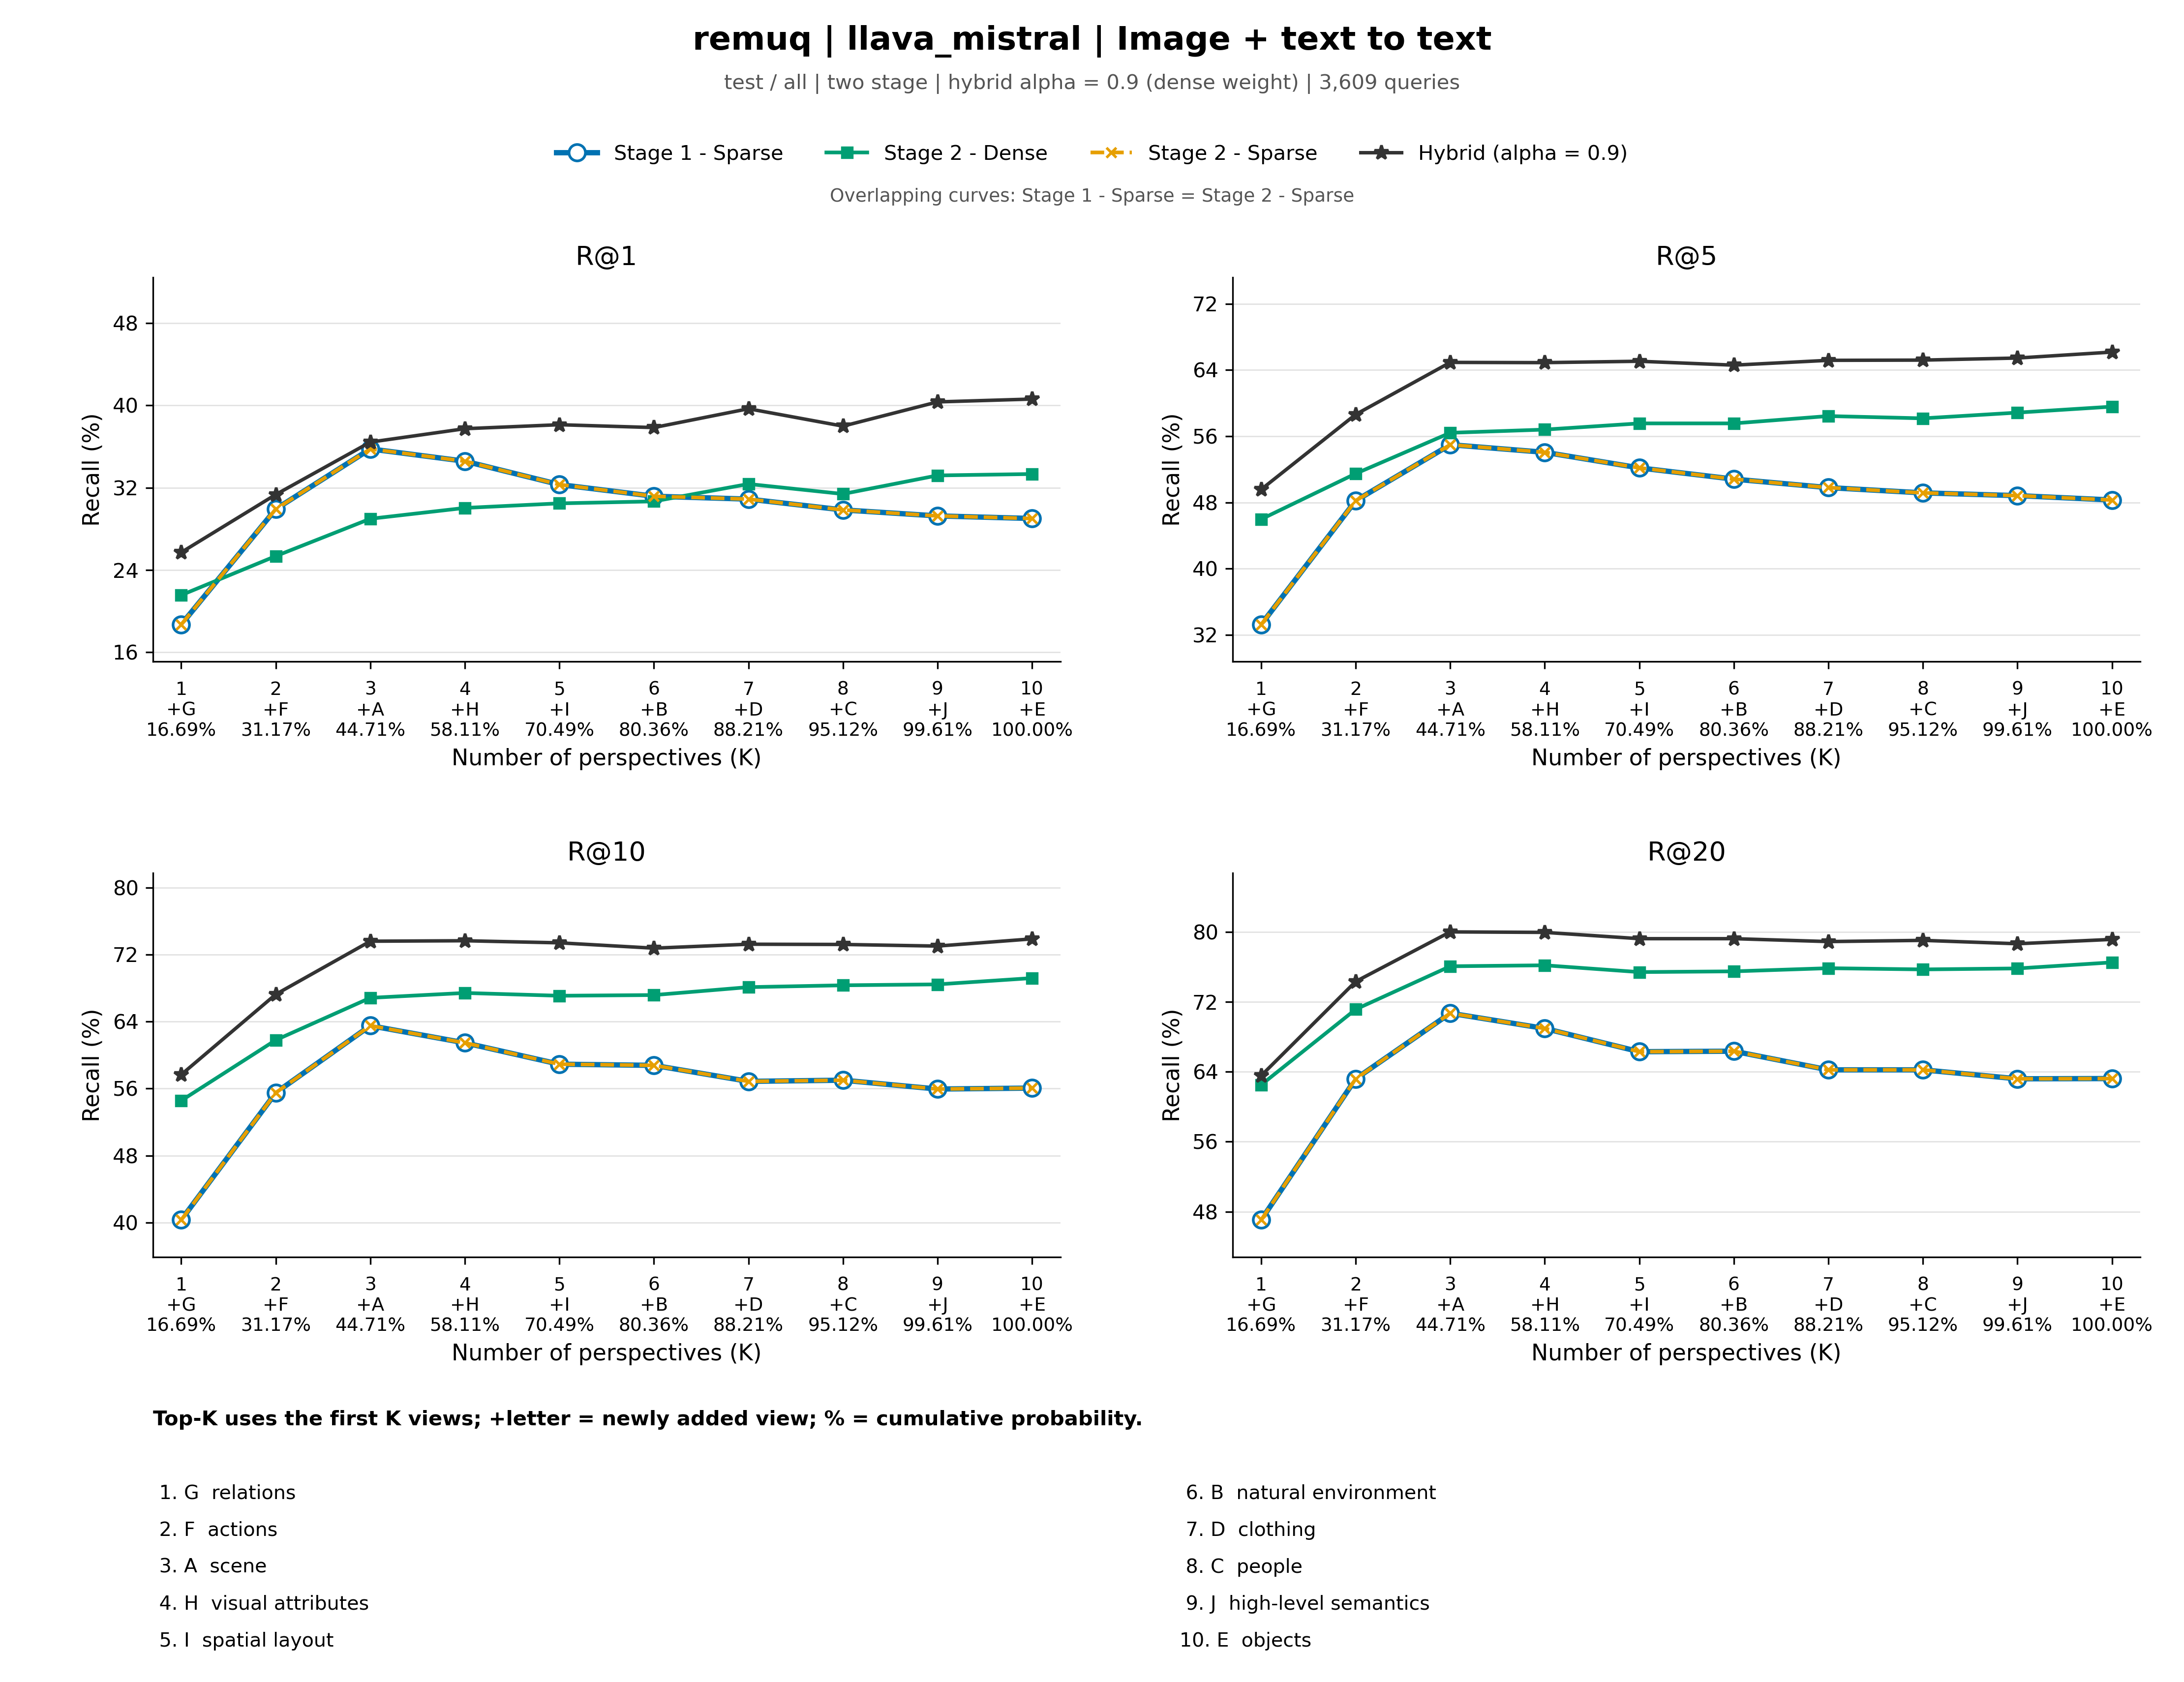 remuq | llava_mistral | Image + text to text
test / all | two stage | hybrid alpha = 0.9 (dense weight) | 3,609 queries
Stage 1 - Sparse Stage 2 - Dense Stage 2 - Sparse Hybrid (alpha = 0.9)
Overlapping curves: Stage 1 - Sparse = Stage 2 - Sparse
R@1
Recall (%)
48
40
32
24
16
1 2 3 4 5 6 7 8 9 10
+G +F +A +H +I +B +D +C +J +E
16.69% 31.17% 44.71% 58.11% 70.49% 80.36% 88.21% 95.12% 99.61% 100.00%
Number of perspectives (K)
R@5
Recall (%)
72
64
56
48
40
32
1 2 3 4 5 6 7 8 9 10
+G +F +A +H +I +B +D +C +J +E
16.69% 31.17% 44.71% 58.11% 70.49% 80.36% 88.21% 95.12% 99.61% 100.00%
Number of perspectives (K)
R@10
Recall (%)
80
72
64
56
48
40
1 2 3 4 5 6 7 8 9 10
+G +F +A +H +I +B +D +C +J +E
16.69% 31.17% 44.71% 58.11% 70.49% 80.36% 88.21% 95.12% 99.61% 100.00%
Number of perspectives (K)
R@20
Recall (%)
80
72
64
56
48
1 2 3 4 5 6 7 8 9 10
+G +F +A +H +I +B +D +C +J +E
16.69% 31.17% 44.71% 58.11% 70.49% 80.36% 88.21% 95.12% 99.61% 100.00%
Number of perspectives (K)
Top-K uses the first K views; +letter = newly added view; % = cumulative probability.
1. G relations
2. F actions
3. A scene
4. H visual attributes
5. I spatial layout
6. B natural environment
7. D clothing
8. C people
9. J high-level semantics
10. E objects